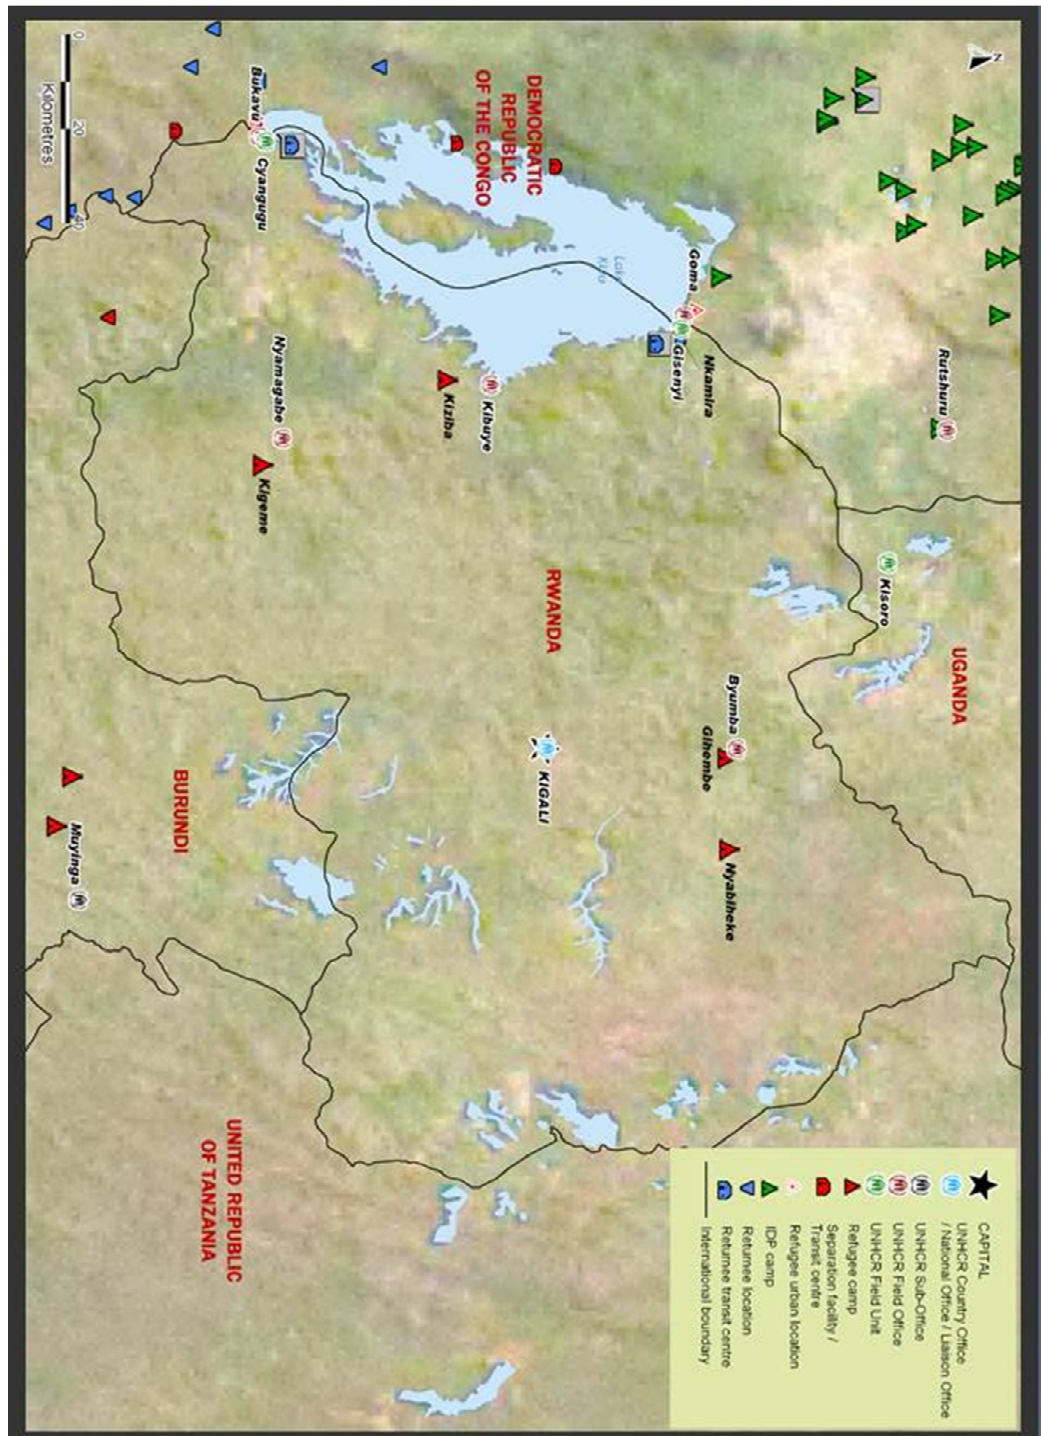 N
0
20
40
Kilometres
DEMOCRATIC
REPUBLIC
OF THE CONGO
Bukavu
Cyangugu
Lake
Kivu
Goma
Gisenyi
Nkamira
Rutshuru
Kibuye
Kiziba
Nyamagabe
Kigeme
RWANDA
Kisoro
UGANDA
Byumba
Gihembe
KIGALI
Nyabiheke
BURUNDI
Muyinga
UNITED REPUBLIC
OF TANZANIA
CAPITAL
UNHCR Country Office
/ National Office / Liaison Office
UNHCR Sub-Office
UNHCR Field Office
UNHCR Field Unit
Refugee camp
Separation facility /
Transit centre
Refugee urban location
IDP camp
Returnee location
Returnee transit centre
International boundary